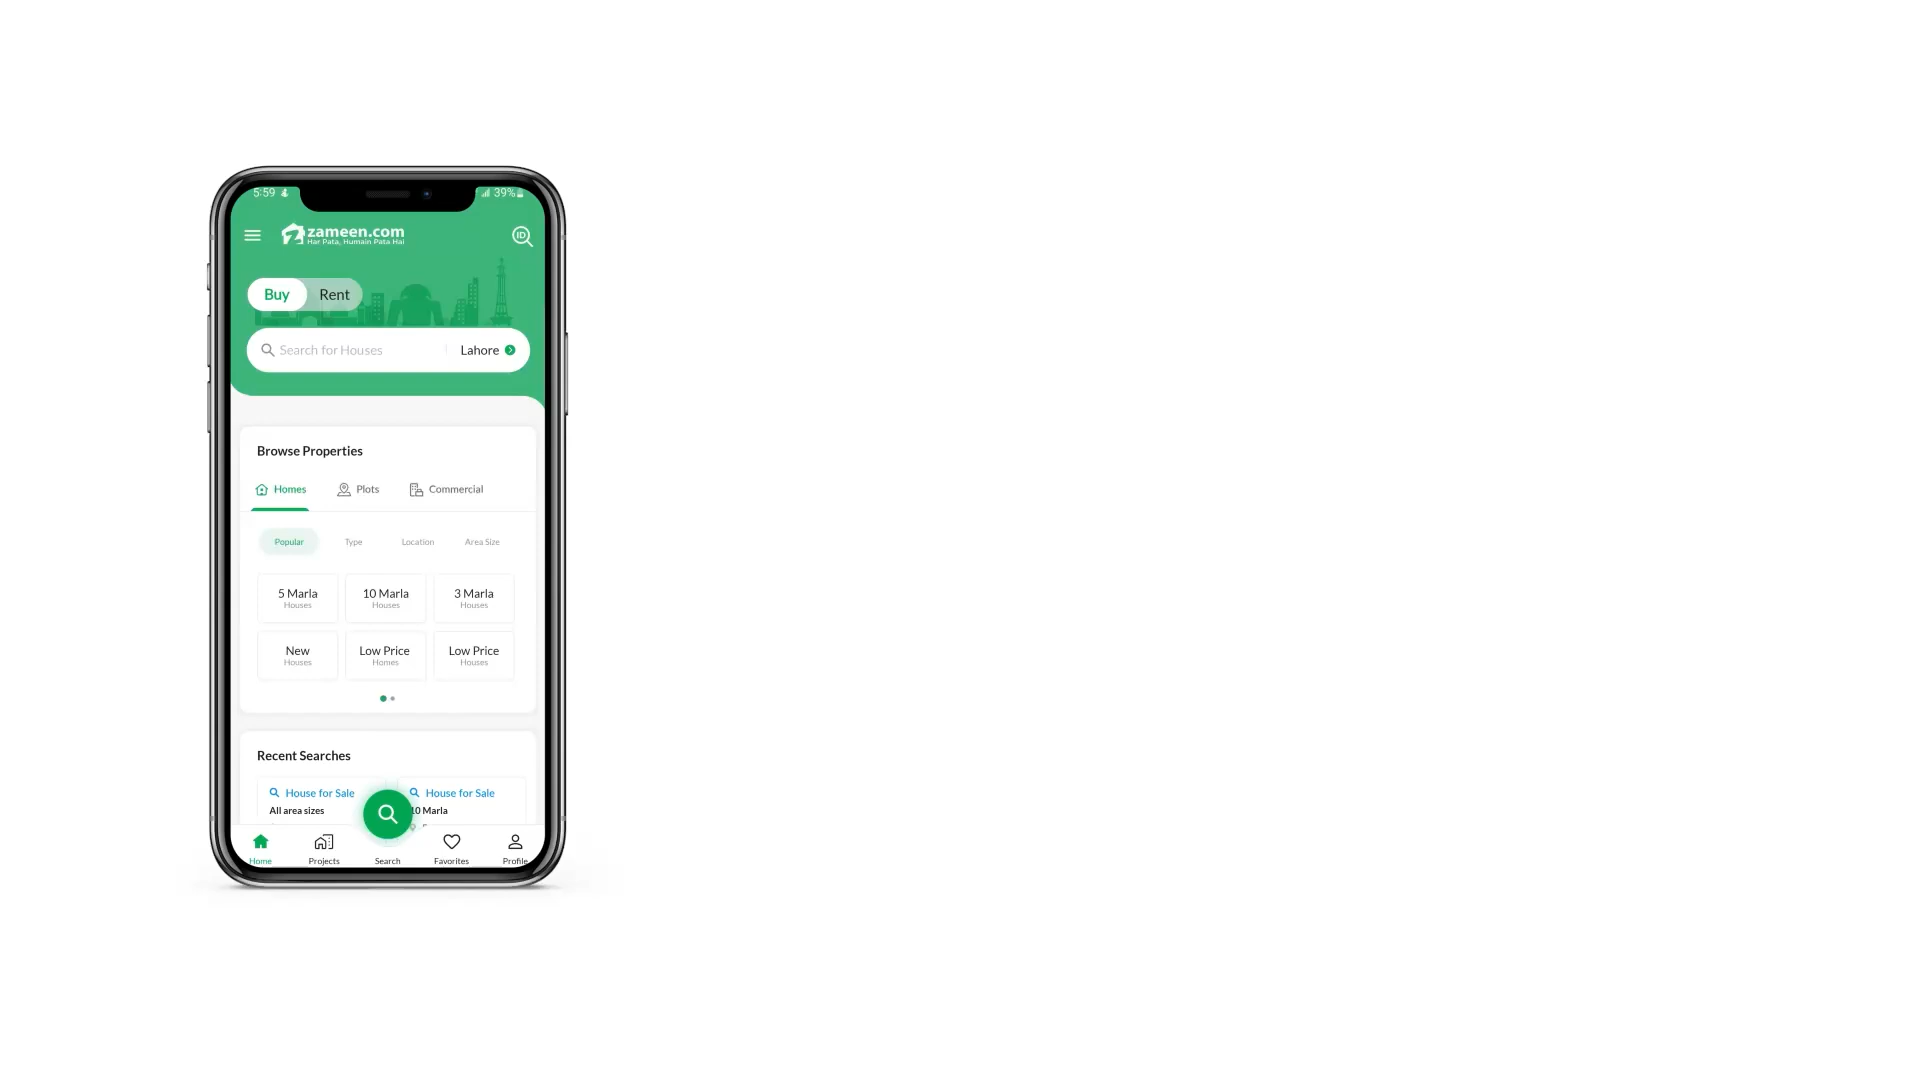 5:59
39%
zameen.com
Har Pata, Humain Pata Hai
ID
Buy Rent
Search for Houses Lahore
Browse Properties
Homes Plots Commercial
Popular Type Location Area Size
5 Marla 10 Marla 3 Marla
Houses Houses Houses
New Low Price Low Price
Houses Homes Houses
Recent Searches
House for Sale House for Sale
All area sizes 10 Marla
Home Projects Search Favorites Profile